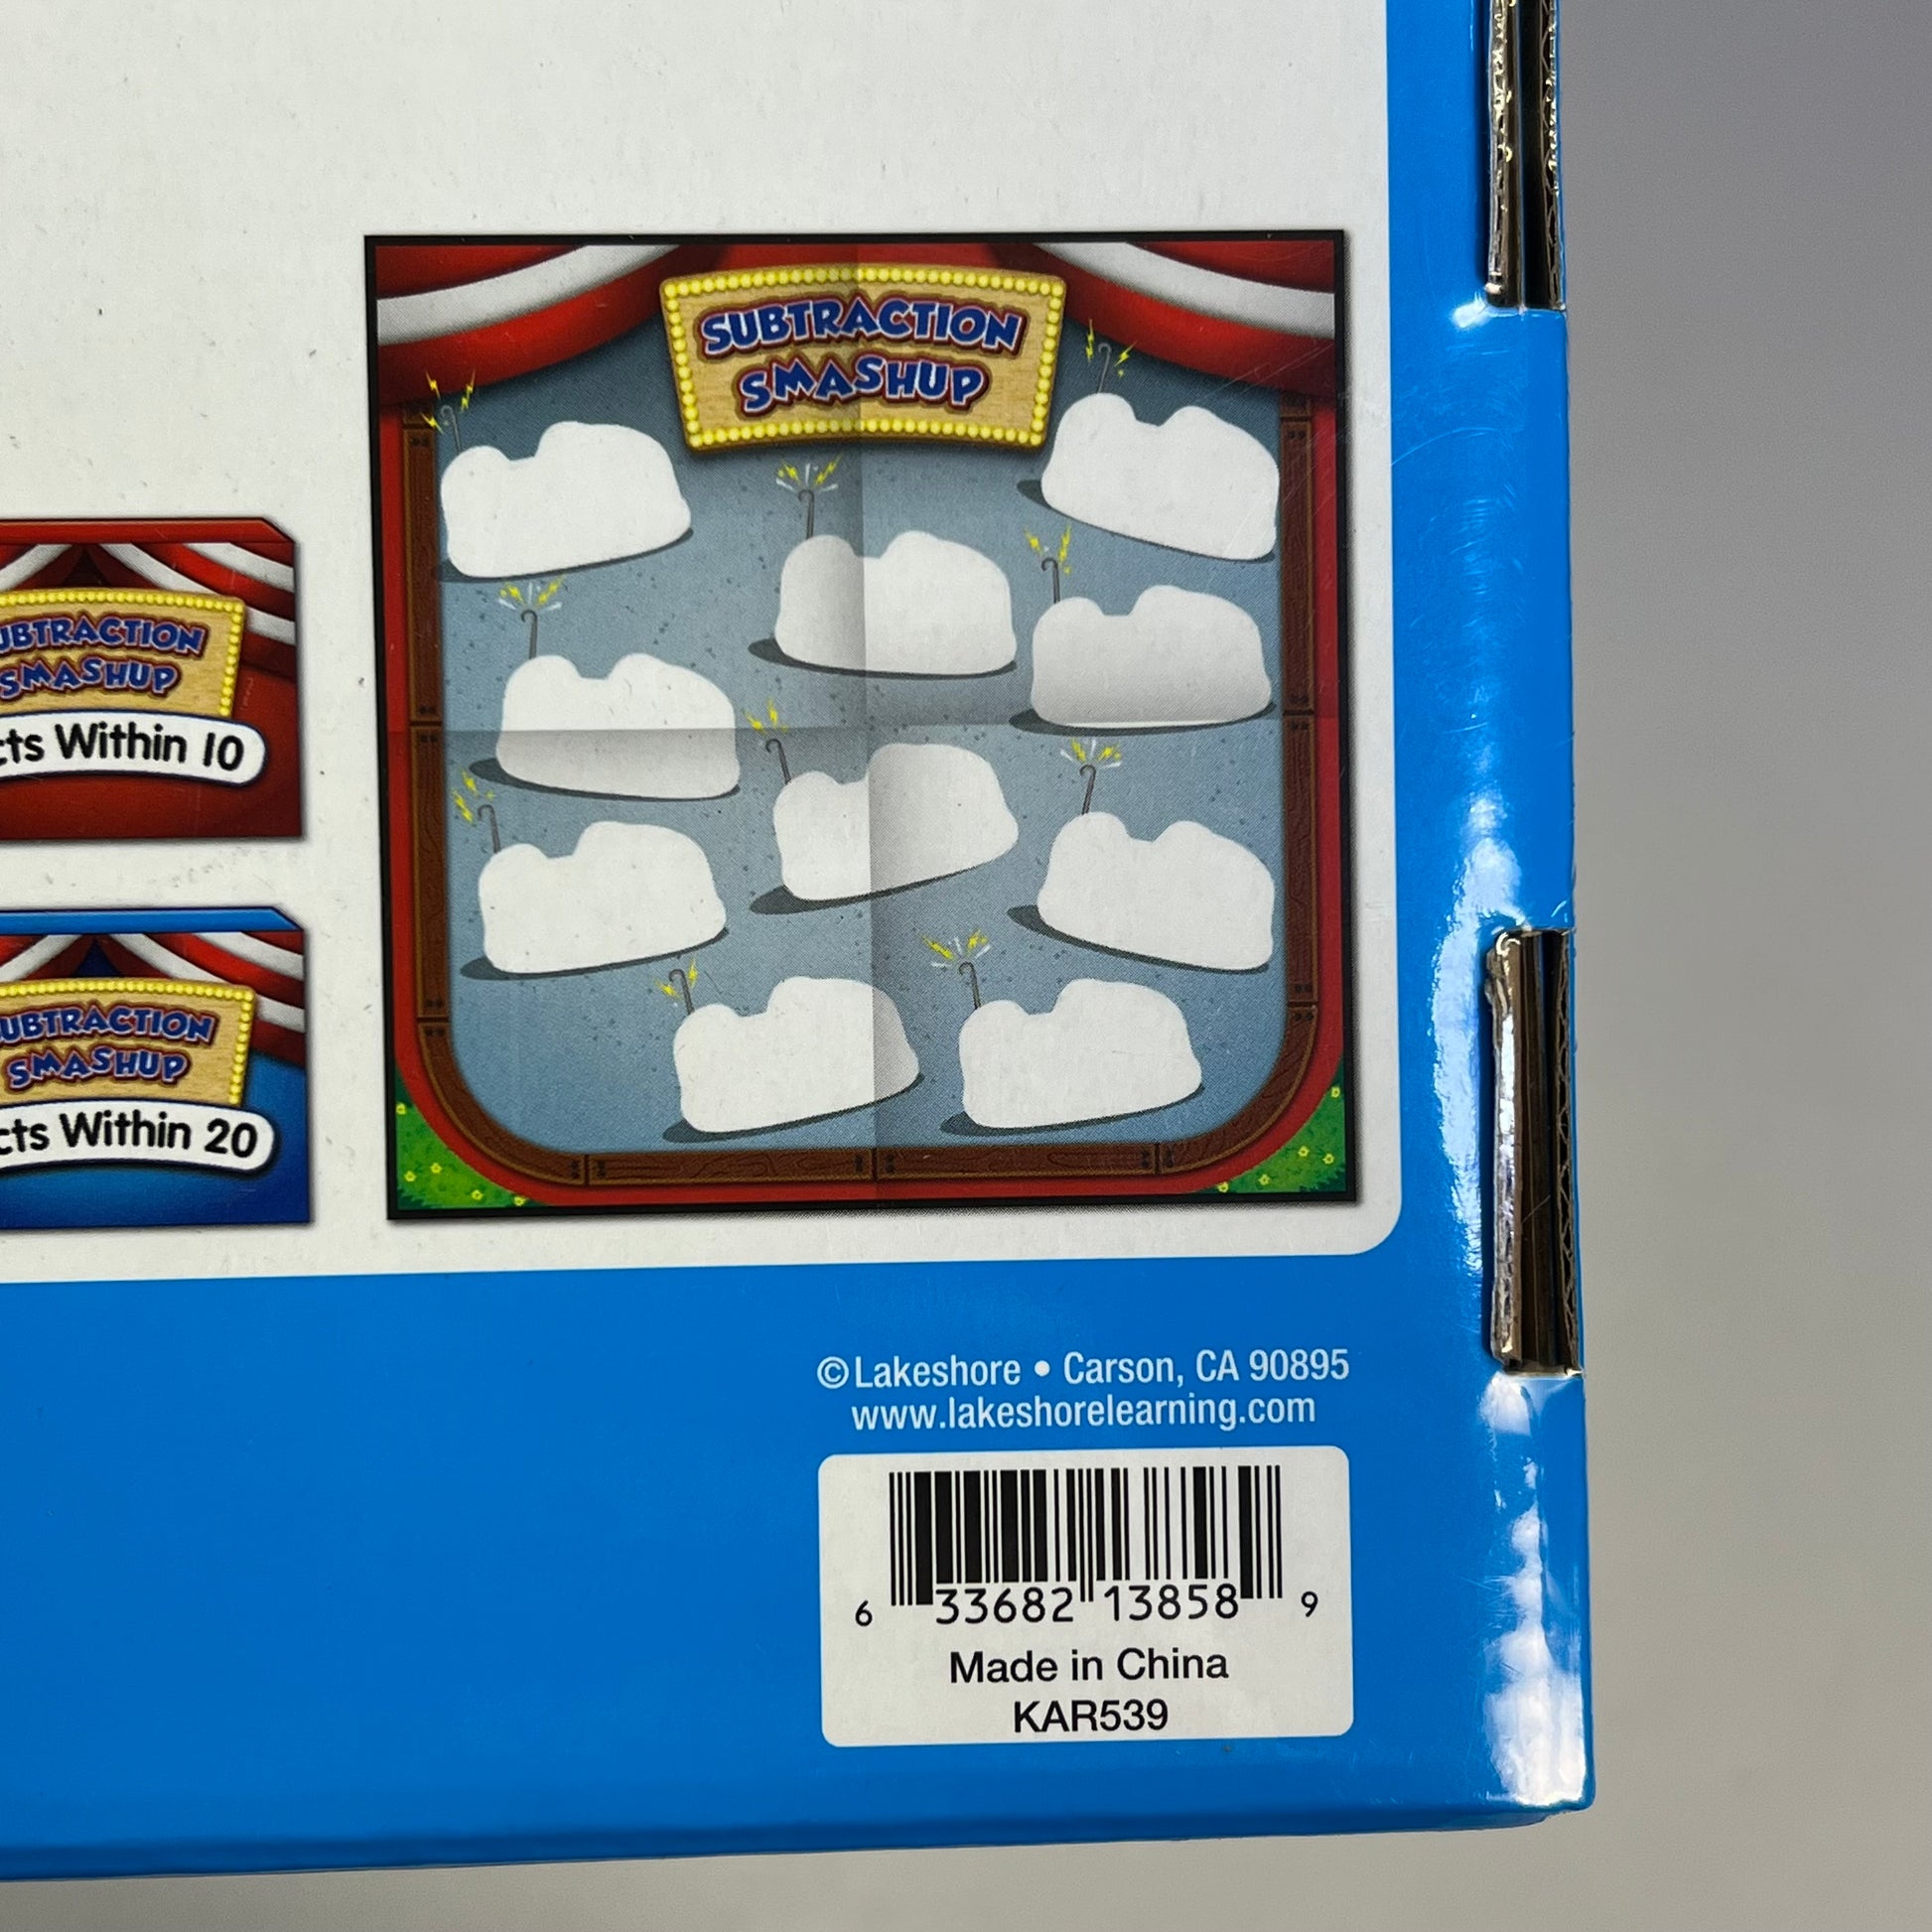 SUBTRACTION
SMASHUP
UBTRACTION
SMASHUP
cts Within 10
UBTRACTION
SMASHUP
cts Within 20
©Lakeshore • Carson, CA 90895
www.lakeshorelearning.com
6 33682 13858 9
Made in China
KAR539